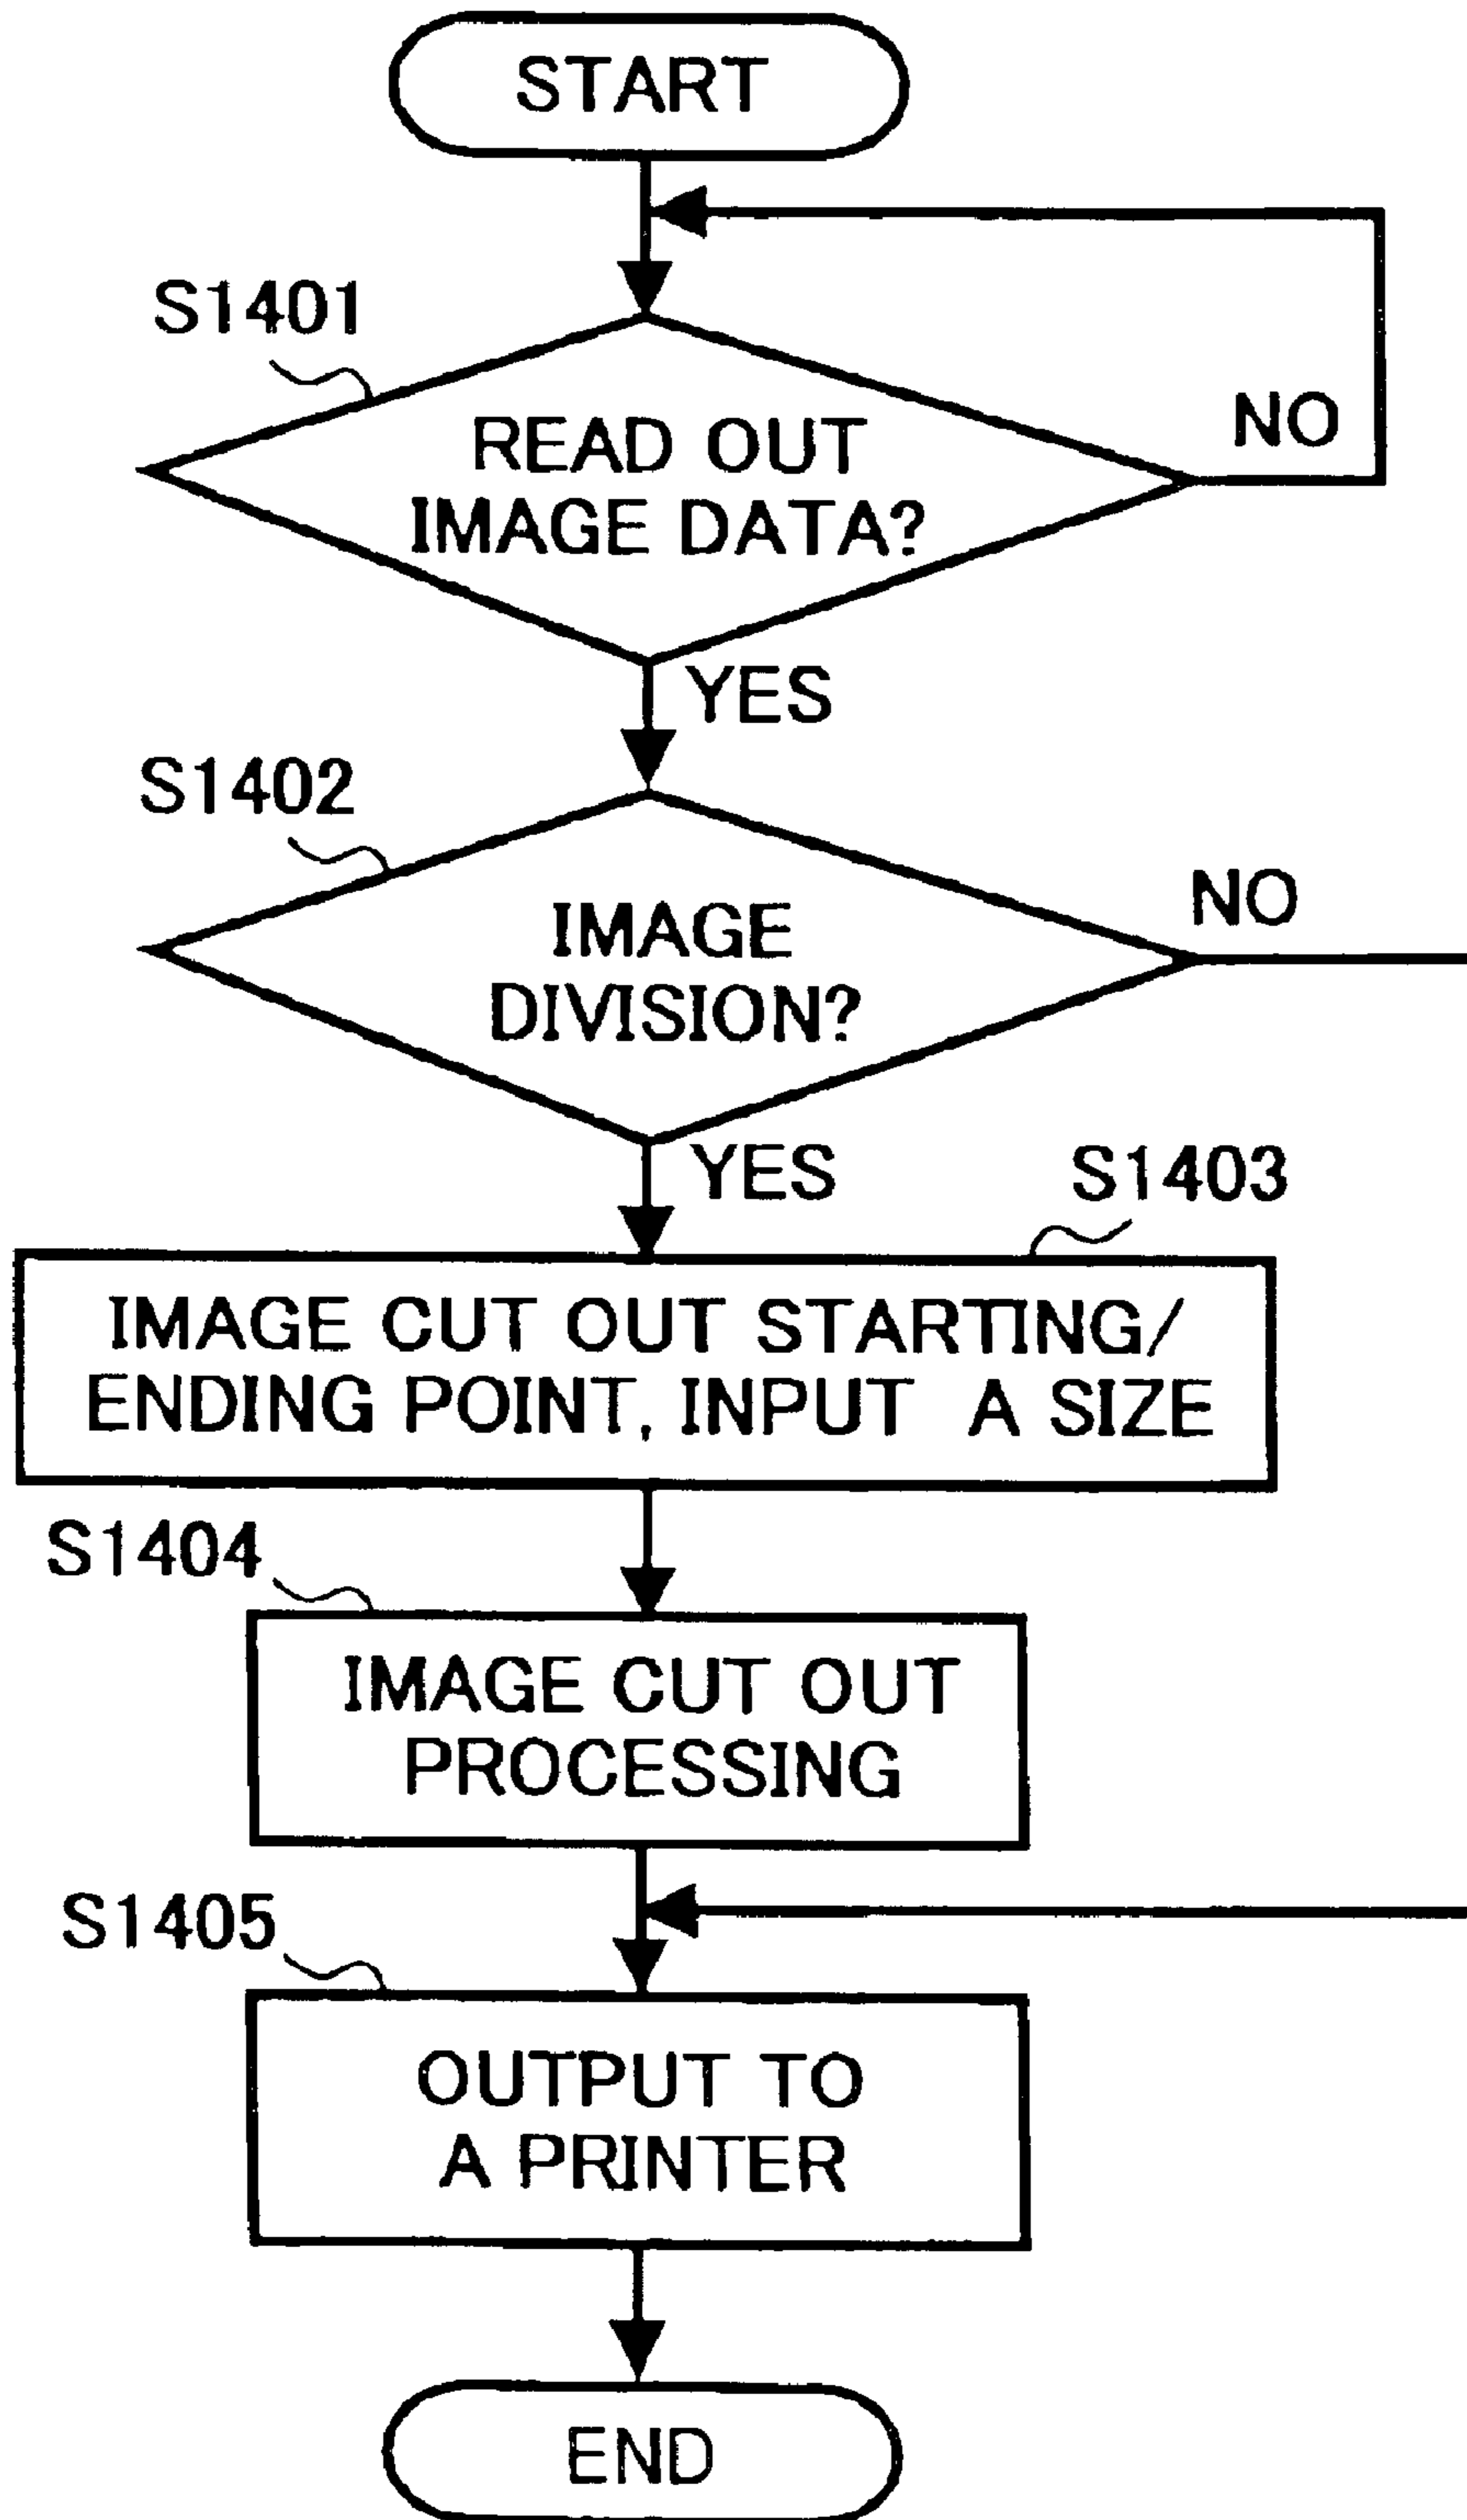 START
S1401
READ OUT
IMAGE DATA?
NO
YES
S1402
IMAGE
DIVISION?
NO
YES
S1403
IMAGE CUT OUT STARTING/
ENDING POINT, INPUT A SIZE
S1404
IMAGE CUT OUT
PROCESSING
S1405
OUTPUT TO
A PRINTER
END